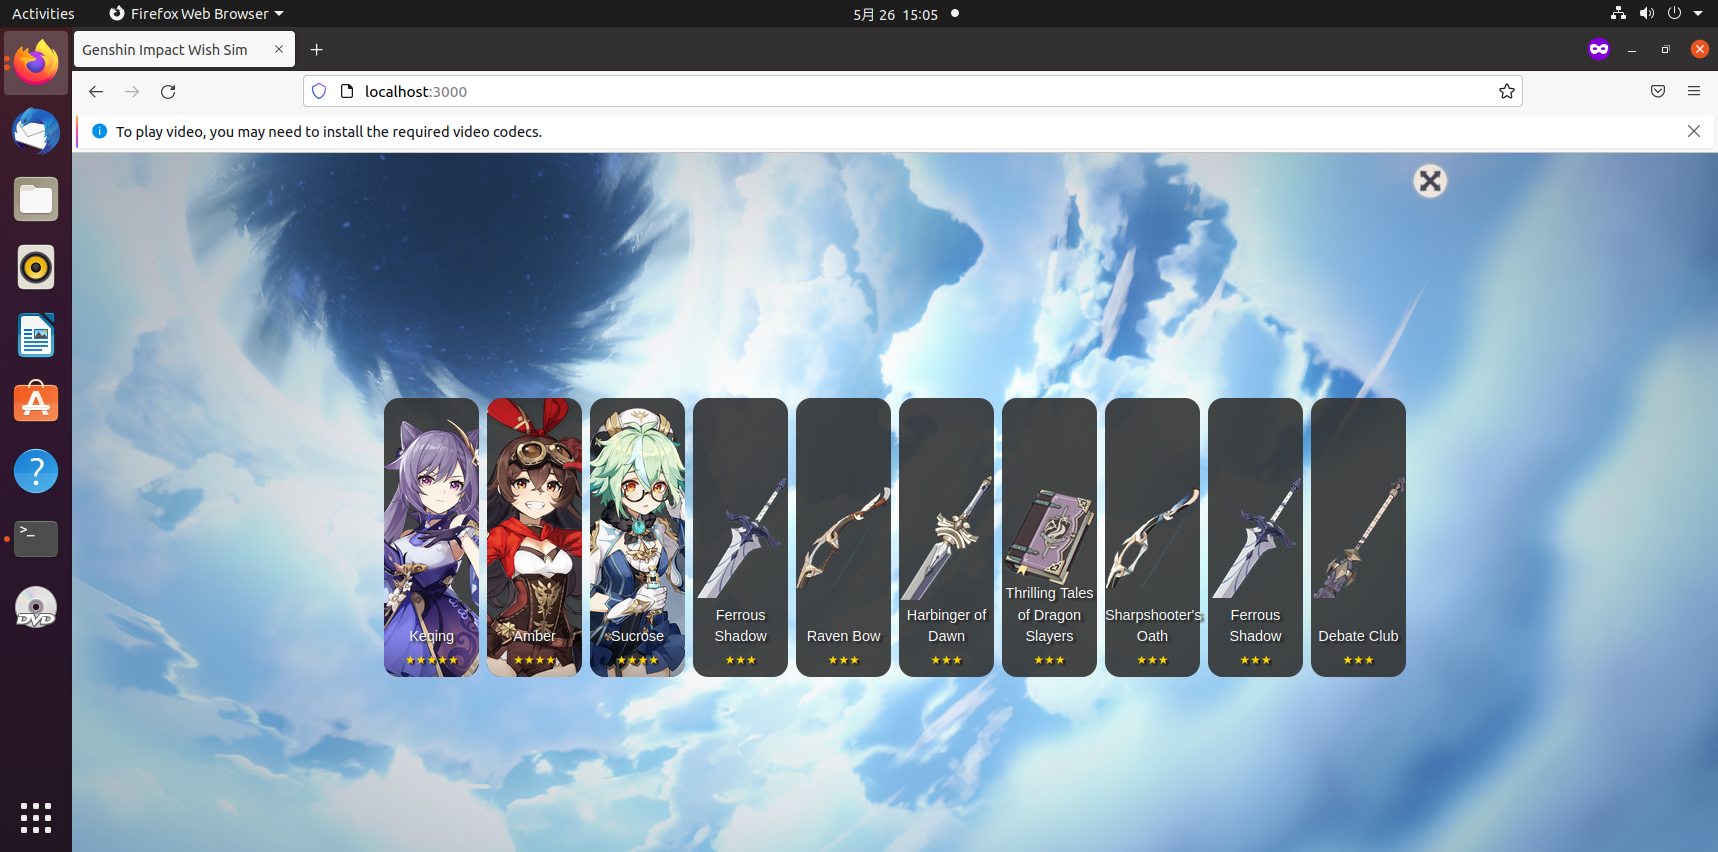 Activities
Firefox Web Browser
5月 26 15:05
Genshin Impact Wish Sim
localhost:3000
To play video, you may need to install the required video codecs.
Keqing
★★★★★
Amber
★★★★
Sucrose
★★★★
Ferrous
Shadow
★★★
Raven Bow
★★★
Harbinger of
Dawn
★★★
Thrilling Tales
of Dragon
Slayers
★★★
Sharpshooter's
Oath
★★★
Ferrous
Shadow
★★★
Debate Club
★★★
>_
?
DVD